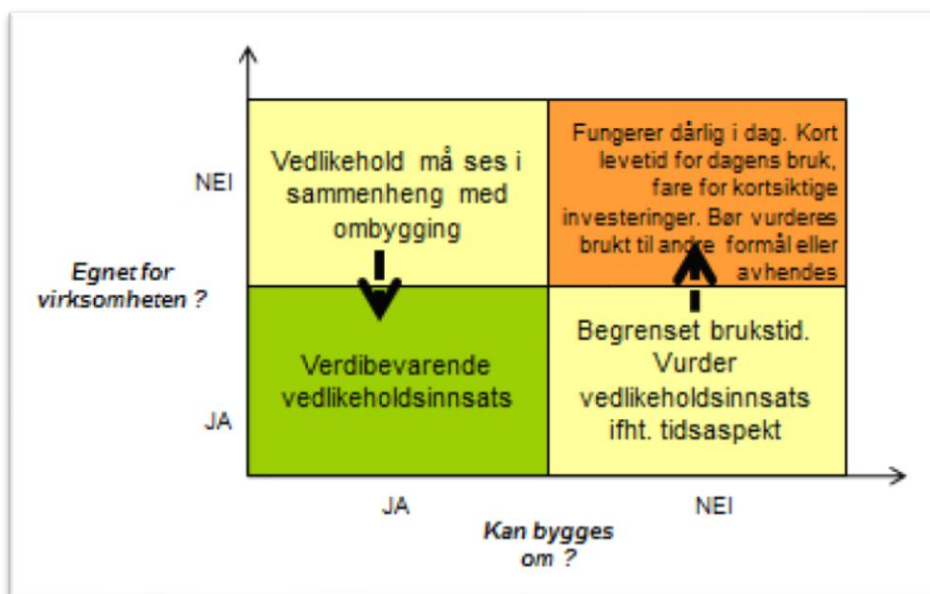 NEI
Vedlikehold må ses i
sammenheng med
ombygging
Fungerer dårlig i dag. Kort
levetid for dagens bruk,
fare for kortsiktige
investeringer. Bør vurderes
brukt til andre formål eller
avhendes
Egnet for
virksomheten ?
JA
Verdibevarende
vedlikeholdsinnsats
Begrenset brukstid.
Vurder
vedlikeholdsinnsats
ifht. tidsaspekt
JA
NEI
Kan bygges
om ?